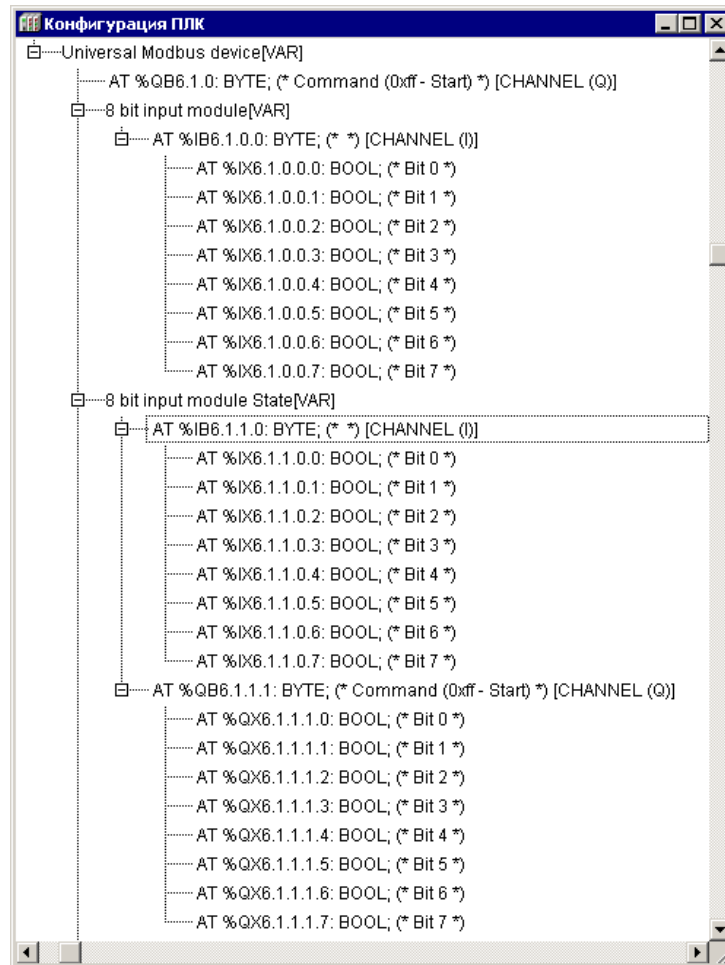 Конфигурация ПЛК
Universal Modbus device[VAR]
AT %QB6.1.0: BYTE; (* Command (0xff - Start) *) [CHANNEL (Q)]
8 bit input module[VAR]
AT %IB6.1.0.0: BYTE; (* *) [CHANNEL (I)]
AT %IX6.1.0.0.0: BOOL; (* Bit 0 *)
AT %IX6.1.0.0.1: BOOL; (* Bit 1 *)
AT %IX6.1.0.0.2: BOOL; (* Bit 2 *)
AT %IX6.1.0.0.3: BOOL; (* Bit 3 *)
AT %IX6.1.0.0.4: BOOL; (* Bit 4 *)
AT %IX6.1.0.0.5: BOOL; (* Bit 5 *)
AT %IX6.1.0.0.6: BOOL; (* Bit 6 *)
AT %IX6.1.0.0.7: BOOL; (* Bit 7 *)
8 bit input module State[VAR]
AT %IB6.1.1.0: BYTE; (* *) [CHANNEL (I)]
AT %IX6.1.1.0.0: BOOL; (* Bit 0 *)
AT %IX6.1.1.0.1: BOOL; (* Bit 1 *)
AT %IX6.1.1.0.2: BOOL; (* Bit 2 *)
AT %IX6.1.1.0.3: BOOL; (* Bit 3 *)
AT %IX6.1.1.0.4: BOOL; (* Bit 4 *)
AT %IX6.1.1.0.5: BOOL; (* Bit 5 *)
AT %IX6.1.1.0.6: BOOL; (* Bit 6 *)
AT %IX6.1.1.0.7: BOOL; (* Bit 7 *)
AT %QB6.1.1.1: BYTE; (* Command (0xff - Start) *) [CHANNEL (Q)]
AT %QX6.1.1.1.0: BOOL; (* Bit 0 *)
AT %QX6.1.1.1.1: BOOL; (* Bit 1 *)
AT %QX6.1.1.1.2: BOOL; (* Bit 2 *)
AT %QX6.1.1.1.3: BOOL; (* Bit 3 *)
AT %QX6.1.1.1.4: BOOL; (* Bit 4 *)
AT %QX6.1.1.1.5: BOOL; (* Bit 5 *)
AT %QX6.1.1.1.6: BOOL; (* Bit 6 *)
AT %QX6.1.1.1.7: BOOL; (* Bit 7 *)